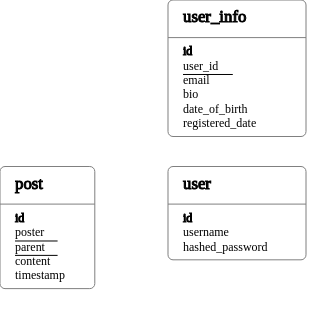 user_info
id
user_id
email
bio
date_of_birth
registered_date
post
id
poster
parent
content
timestamp
user
id
username
hashed_password